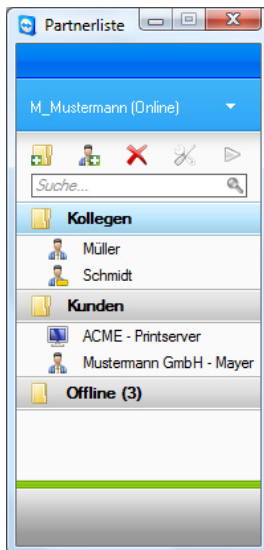 Partnerliste
M_Mustermann (Online)
Suche...
Kollegen
Müller
Schmidt
Kunden
ACME - Printserver
Mustermann GmbH - Mayer
Offline (3)